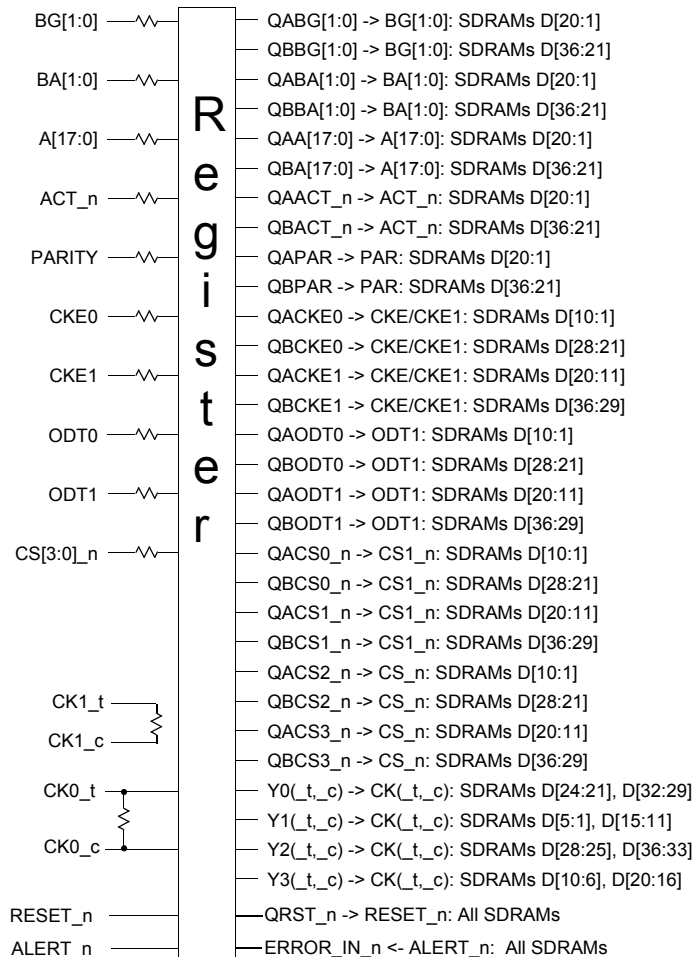 BG[1:0]
BA[1:0]
A[17:0]
ACT_n
PARITY
CKE0
CKE1
ODT0
ODT1
CS[3:0]_n
CK1_t
CK1_c
CK0_t
CK0_c
RESET_n
ALERT_n
Register
QABG[1:0] -> BG[1:0]: SDRAMs D[20:1]
QBBG[1:0] -> BG[1:0]: SDRAMs D[36:21]
QABA[1:0] -> BA[1:0]: SDRAMs D[20:1]
QBBA[1:0] -> BA[1:0]: SDRAMs D[36:21]
QAA[17:0] -> A[17:0]: SDRAMs D[20:1]
QBA[17:0] -> A[17:0]: SDRAMs D[36:21]
QAACT_n -> ACT_n: SDRAMs D[20:1]
QBACT_n -> ACT_n: SDRAMs D[36:21]
QAPAR -> PAR: SDRAMs D[20:1]
QBPAR -> PAR: SDRAMs D[36:21]
QACKE0 -> CKE/CKE1: SDRAMs D[10:1]
QBCKE0 -> CKE/CKE1: SDRAMs D[28:21]
QACKE1 -> CKE/CKE1: SDRAMs D[20:11]
QBCKE1 -> CKE/CKE1: SDRAMs D[36:29]
QAODT0 -> ODT1: SDRAMs D[10:1]
QBODT0 -> ODT1: SDRAMs D[28:21]
QAODT1 -> ODT1: SDRAMs D[20:11]
QBODT1 -> ODT1: SDRAMs D[36:29]
QACS0_n -> CS1_n: SDRAMs D[10:1]
QBCS0_n -> CS1_n: SDRAMs D[28:21]
QACS1_n -> CS1_n: SDRAMs D[20:11]
QBCS1_n -> CS1_n: SDRAMs D[36:29]
QACS2_n -> CS_n: SDRAMs D[10:1]
QBCS2_n -> CS_n: SDRAMs D[28:21]
QACS3_n -> CS_n: SDRAMs D[20:11]
QBCS3_n -> CS_n: SDRAMs D[36:29]
Y0(_t,_c) -> CK(_t,_c): SDRAMs D[24:21], D[32:29]
Y1(_t,_c) -> CK(_t,_c): SDRAMs D[5:1], D[15:11]
Y2(_t,_c) -> CK(_t,_c): SDRAMs D[28:25], D[36:33]
Y3(_t,_c) -> CK(_t,_c): SDRAMs D[10:6], D[20:16]
QRST_n -> RESET_n: All SDRAMs
ERROR_IN_n <- ALERT_n: All SDRAMs